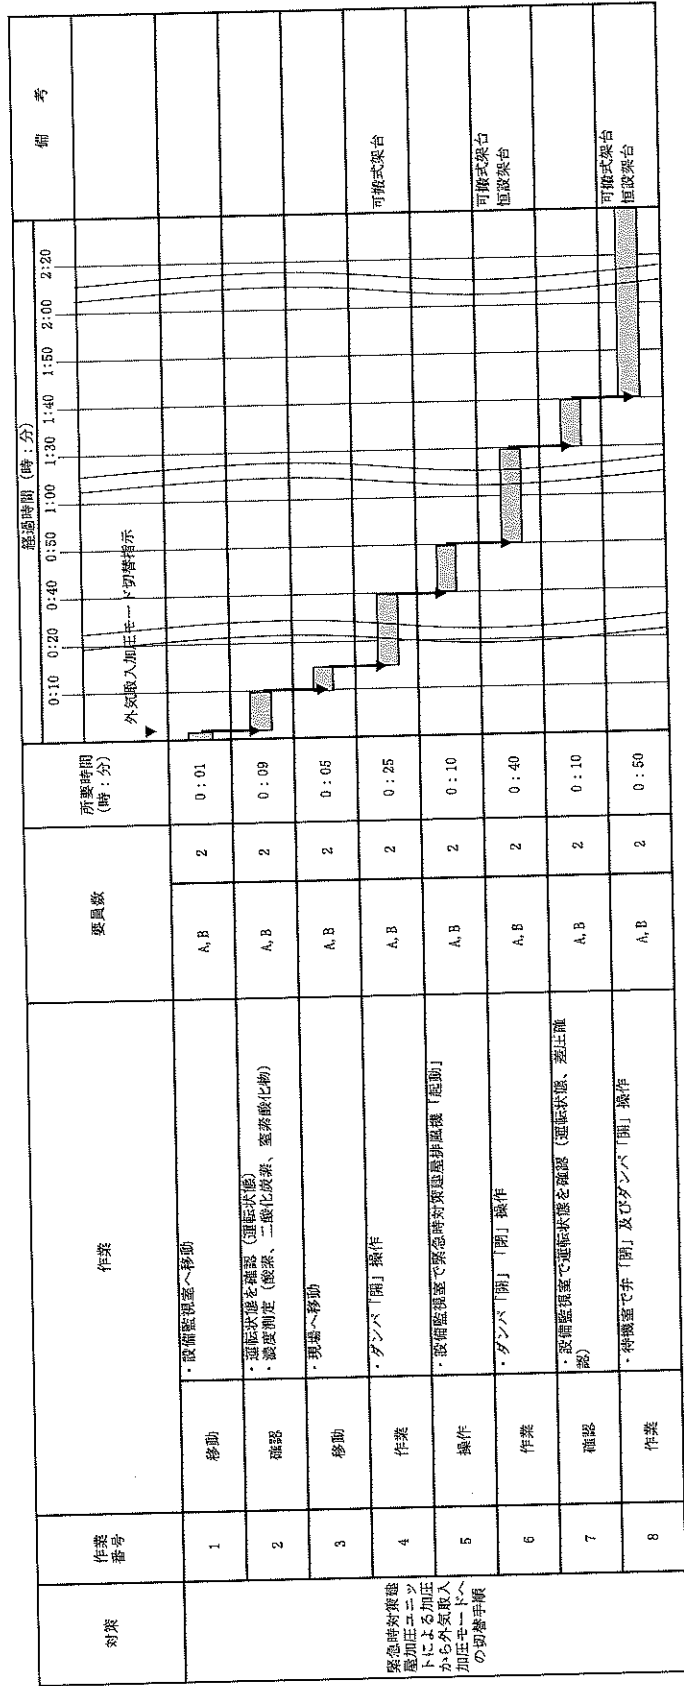 対策
作業
番号
作業
要員数
所要時間
(時：分)
経過時間 (時：分)
備　考
0:10
0:20
0:40
0:50
1:00
1:30
1:40
1:50
2:00
2:20
外気取入加圧モード切替指示
緊急時対策建
屋加圧ユニッ
トによる加圧
から外気取入
加圧モードへ
の切替手順
1
移動
・設備監視室へ移動
A,B
2
0:01
2
確認
・運転状態を確認（運転状態）
・濃度測定（酸素、二酸化炭素、窒素酸化物）
A,B
2
0:09
3
移動
・現場へ移動
A,B
2
0:05
4
作業
・ダンパ「開」操作
A,B
2
0:25
可搬式架台
5
操作
・設備監視室で緊急時対策建屋排風機「起動」
A,B
2
0:10
6
作業
・ダンパ「開」「閉」操作
A,B
2
0:40
可搬式架台
恒設架台
7
確認
・設備監視室で運転状態を確認（運転状態、差圧確
認）
A,B
2
0:10
8
作業
・待機室で弁「閉」及びダンパ「開」操作
A,B
2
0:50
可搬式架台
恒設架台